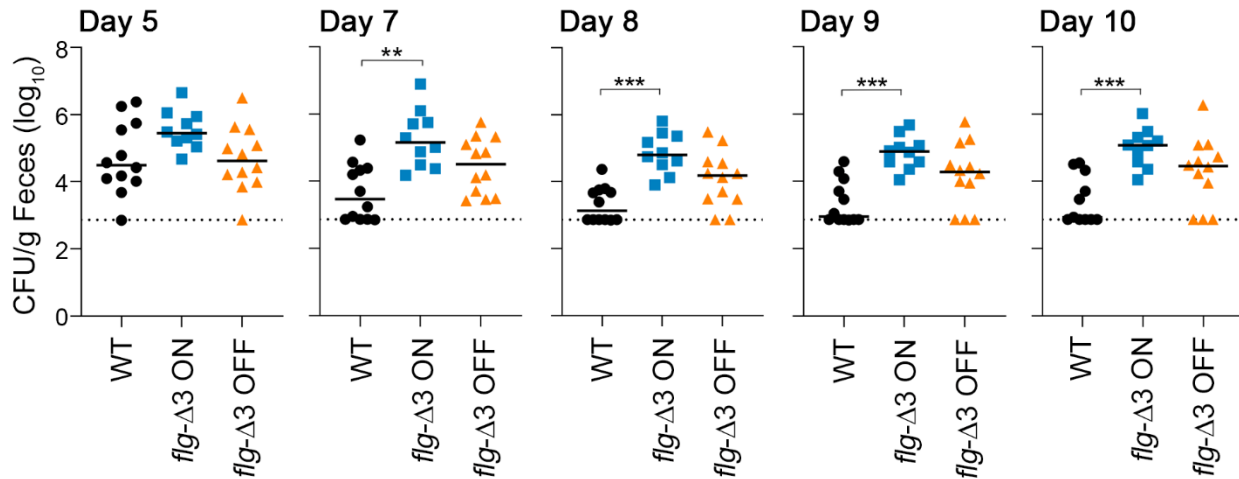 Day 5 Day 7 Day 8 Day 9 Day 10
CFU/g Feces (log10)
8
6
4
2
0
** *** *** ***
WT flg-Δ3 ON flg-Δ3 OFF
WT flg-Δ3 ON flg-Δ3 OFF
WT flg-Δ3 ON flg-Δ3 OFF
WT flg-Δ3 ON flg-Δ3 OFF
WT flg-Δ3 ON flg-Δ3 OFF